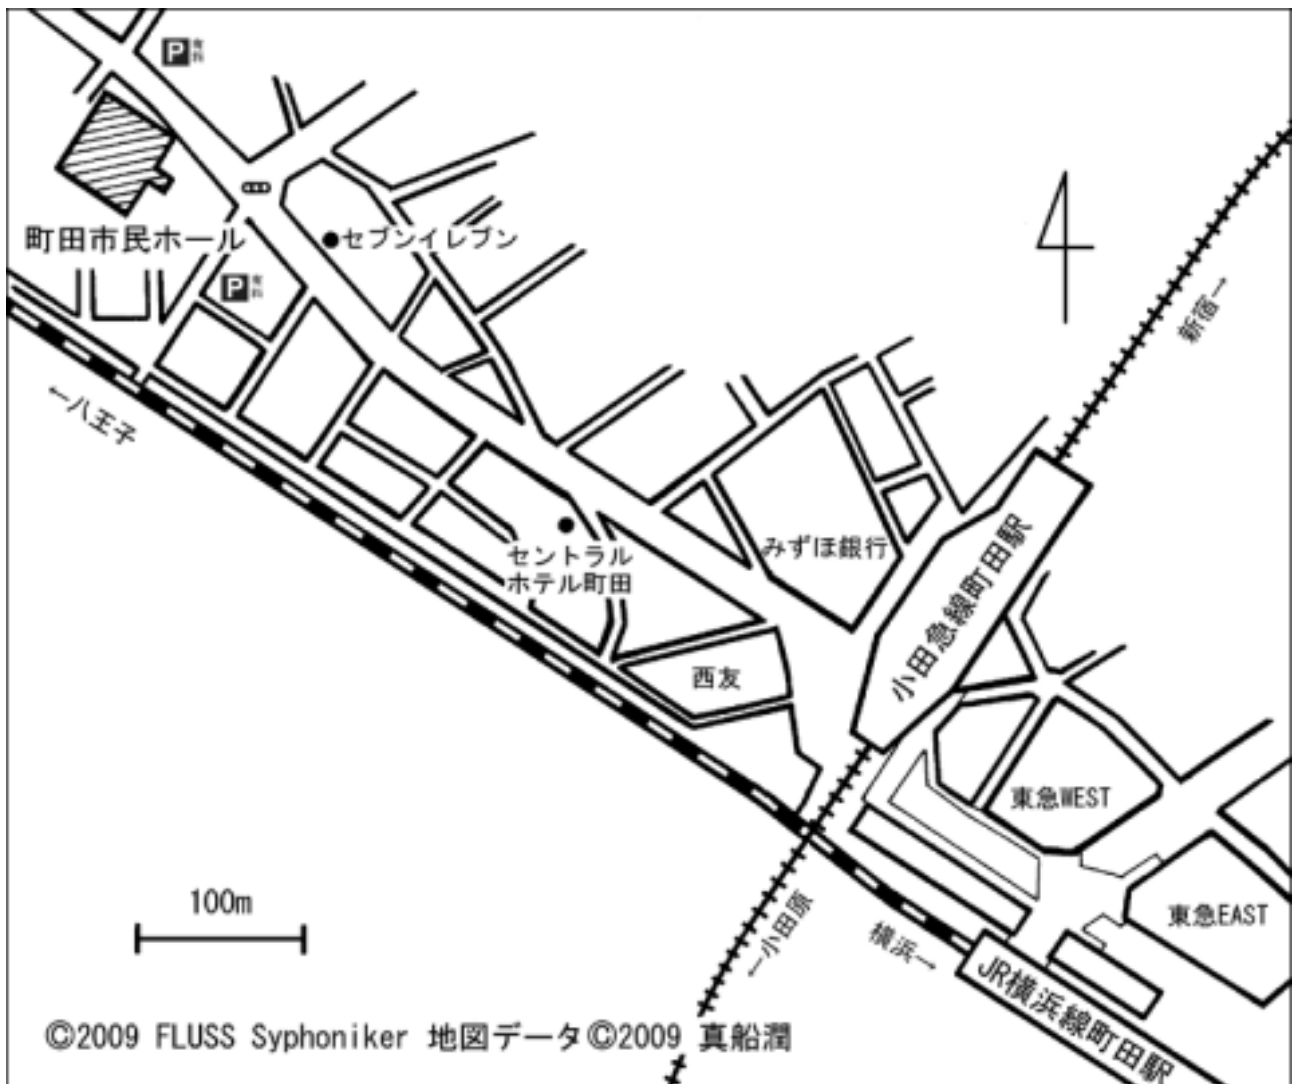 P 有料
町田市民ホール
セブンイレブン
P 有料
新宿→
←八王子
みずほ銀行
セントラル
ホテル町田
小田急線町田駅
西友
東急WEST
100m
←小田原
横浜→
東急EAST
JR横浜線町田駅
©2009 FLUSS Syphoniker 地図データ©2009 真船潤